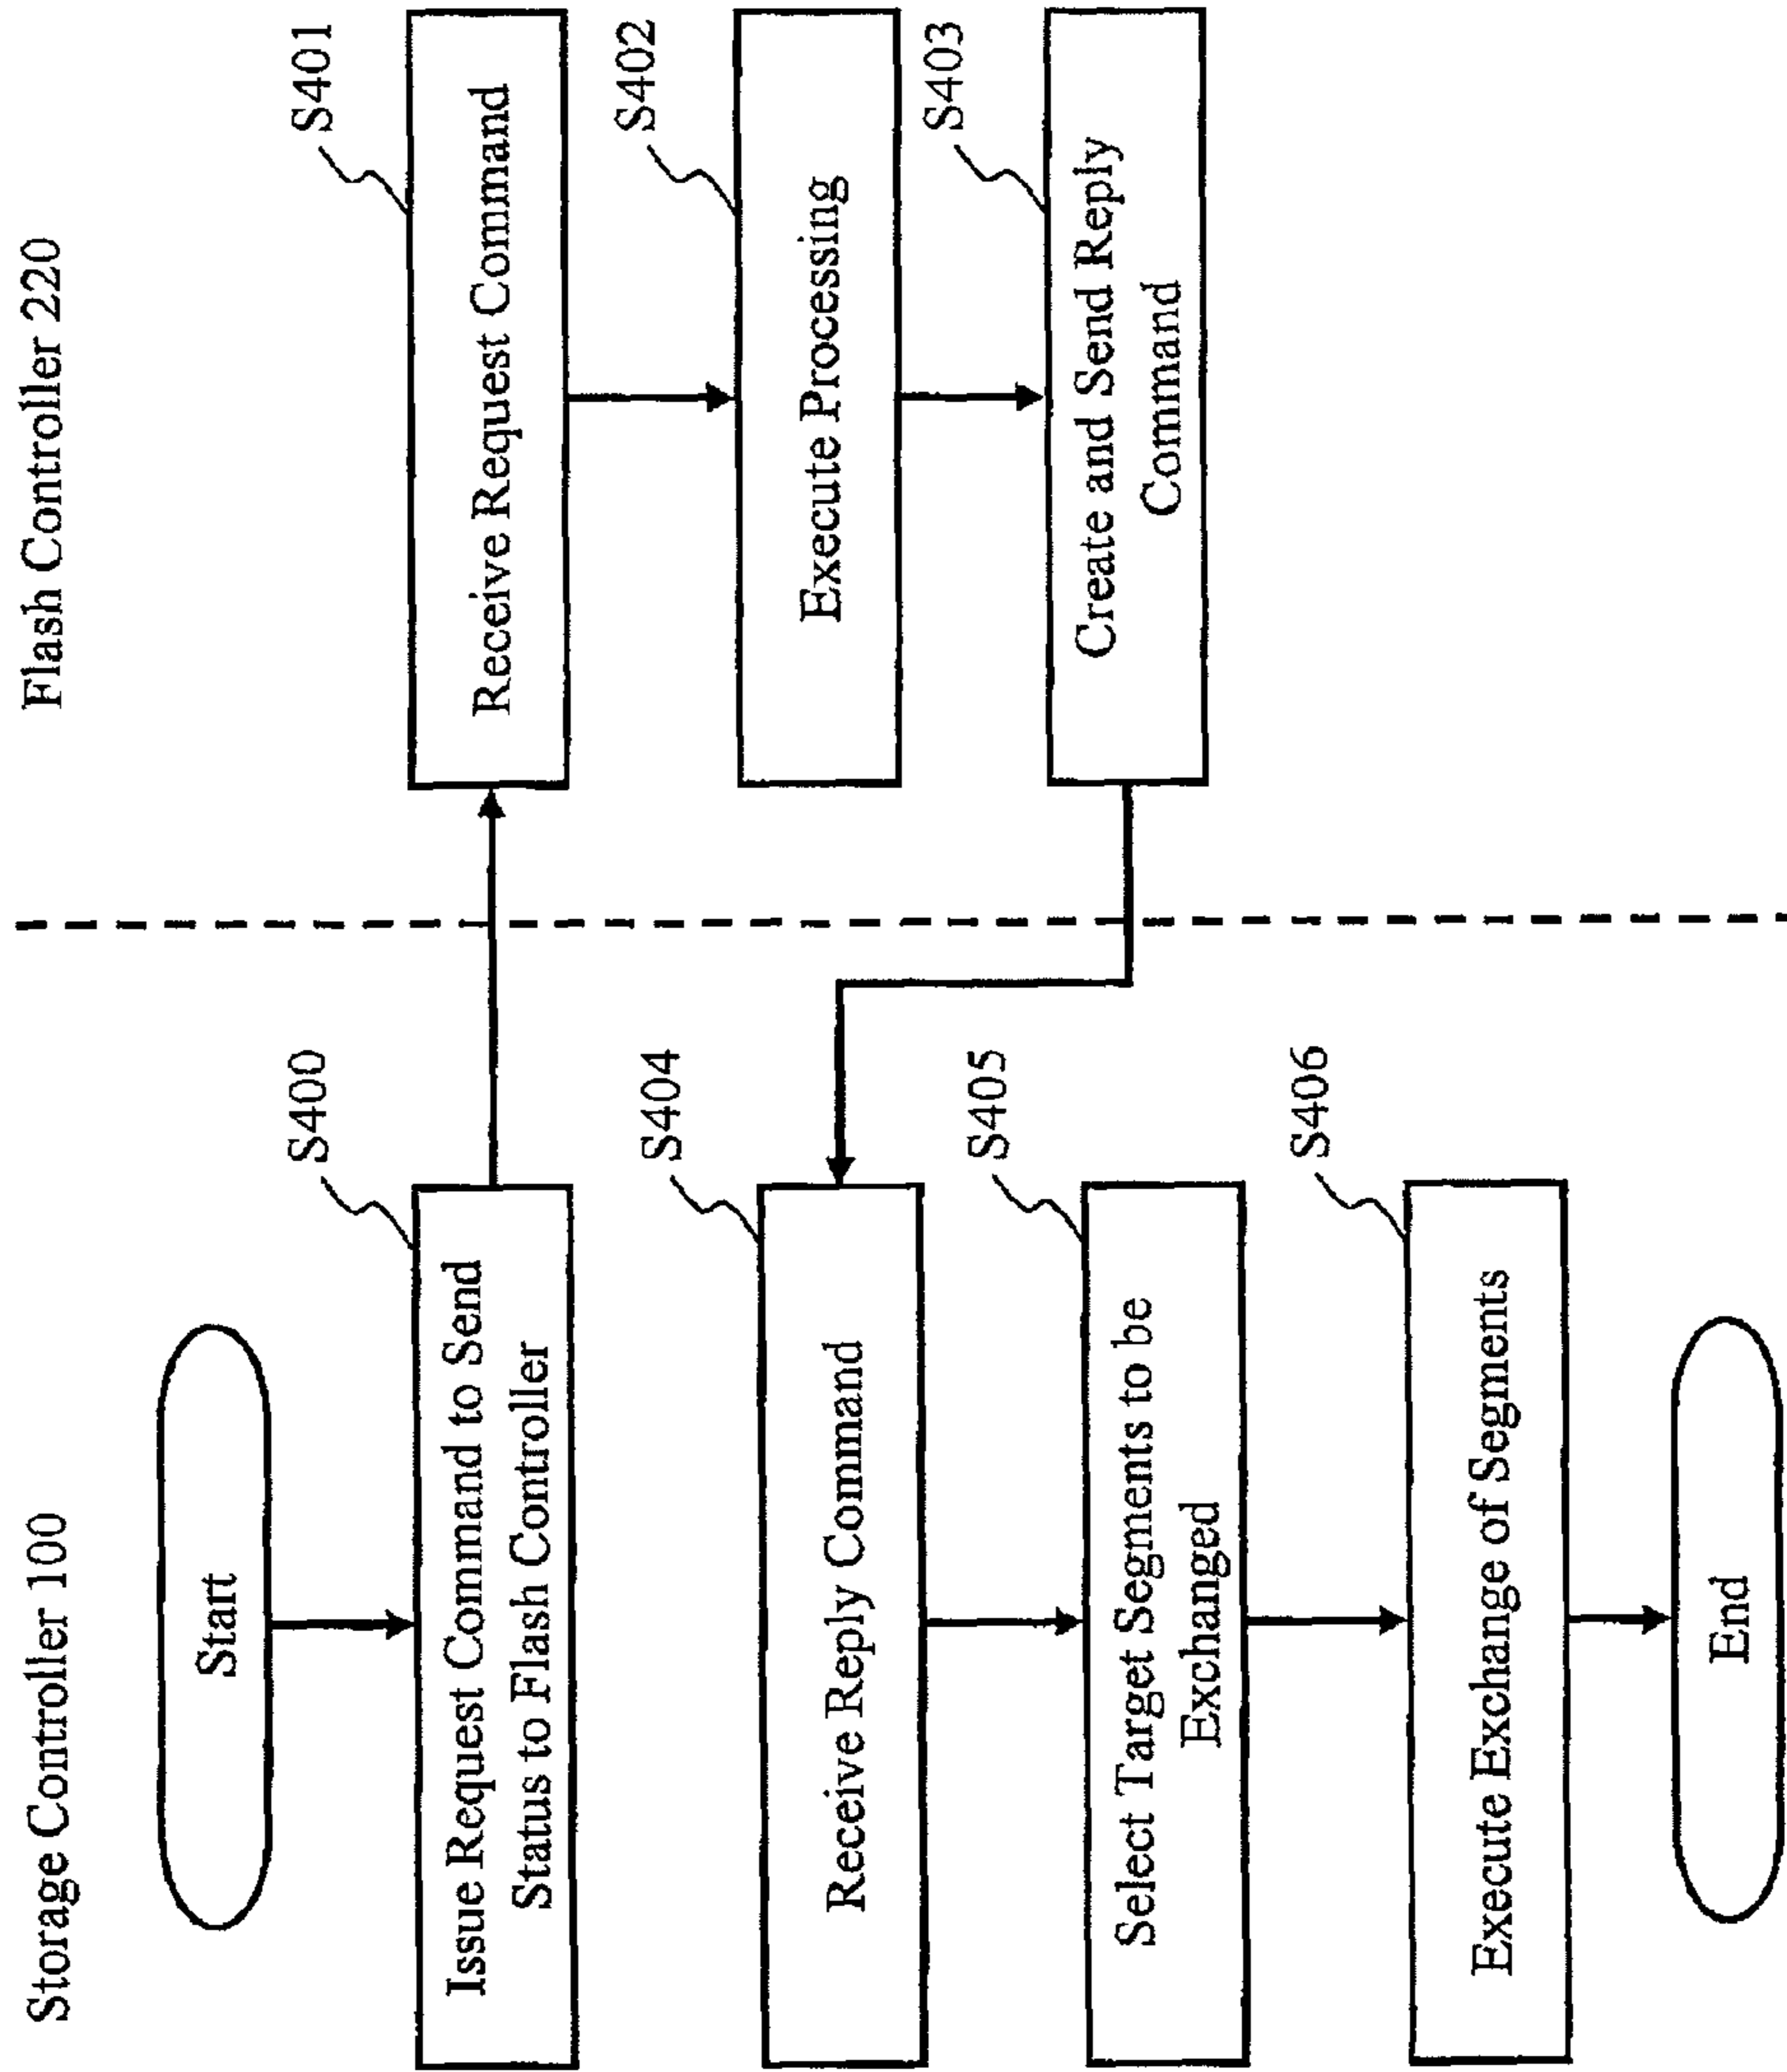 Storage Controller 100
Flash Controller 220
Start
S400
Issue Request Command to Send
Status to Flash Controller
S401
Receive Request Command
S402
Execute Processing
S403
Create and Send Reply
Command
S404
Receive Reply Command
S405
Select Target Segments to be
Exchanged
S406
Execute Exchange of Segments
End